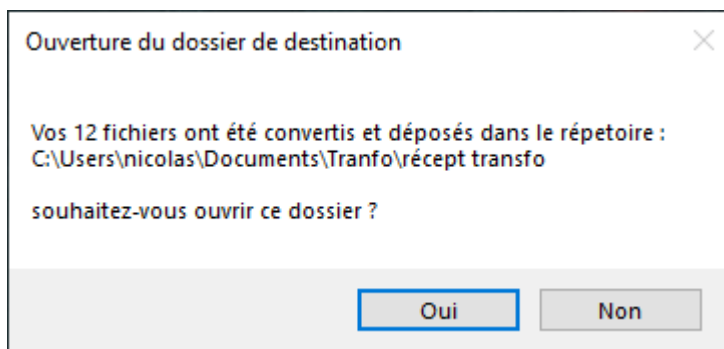 Ouverture du dossier de destination
Vos 12 fichiers ont été convertis et déposés dans le répetoire :
C:\Users\nicolas\Documents\Tranfo\récept transfo
souhaitez-vous ouvrir ce dossier ?
Oui Non